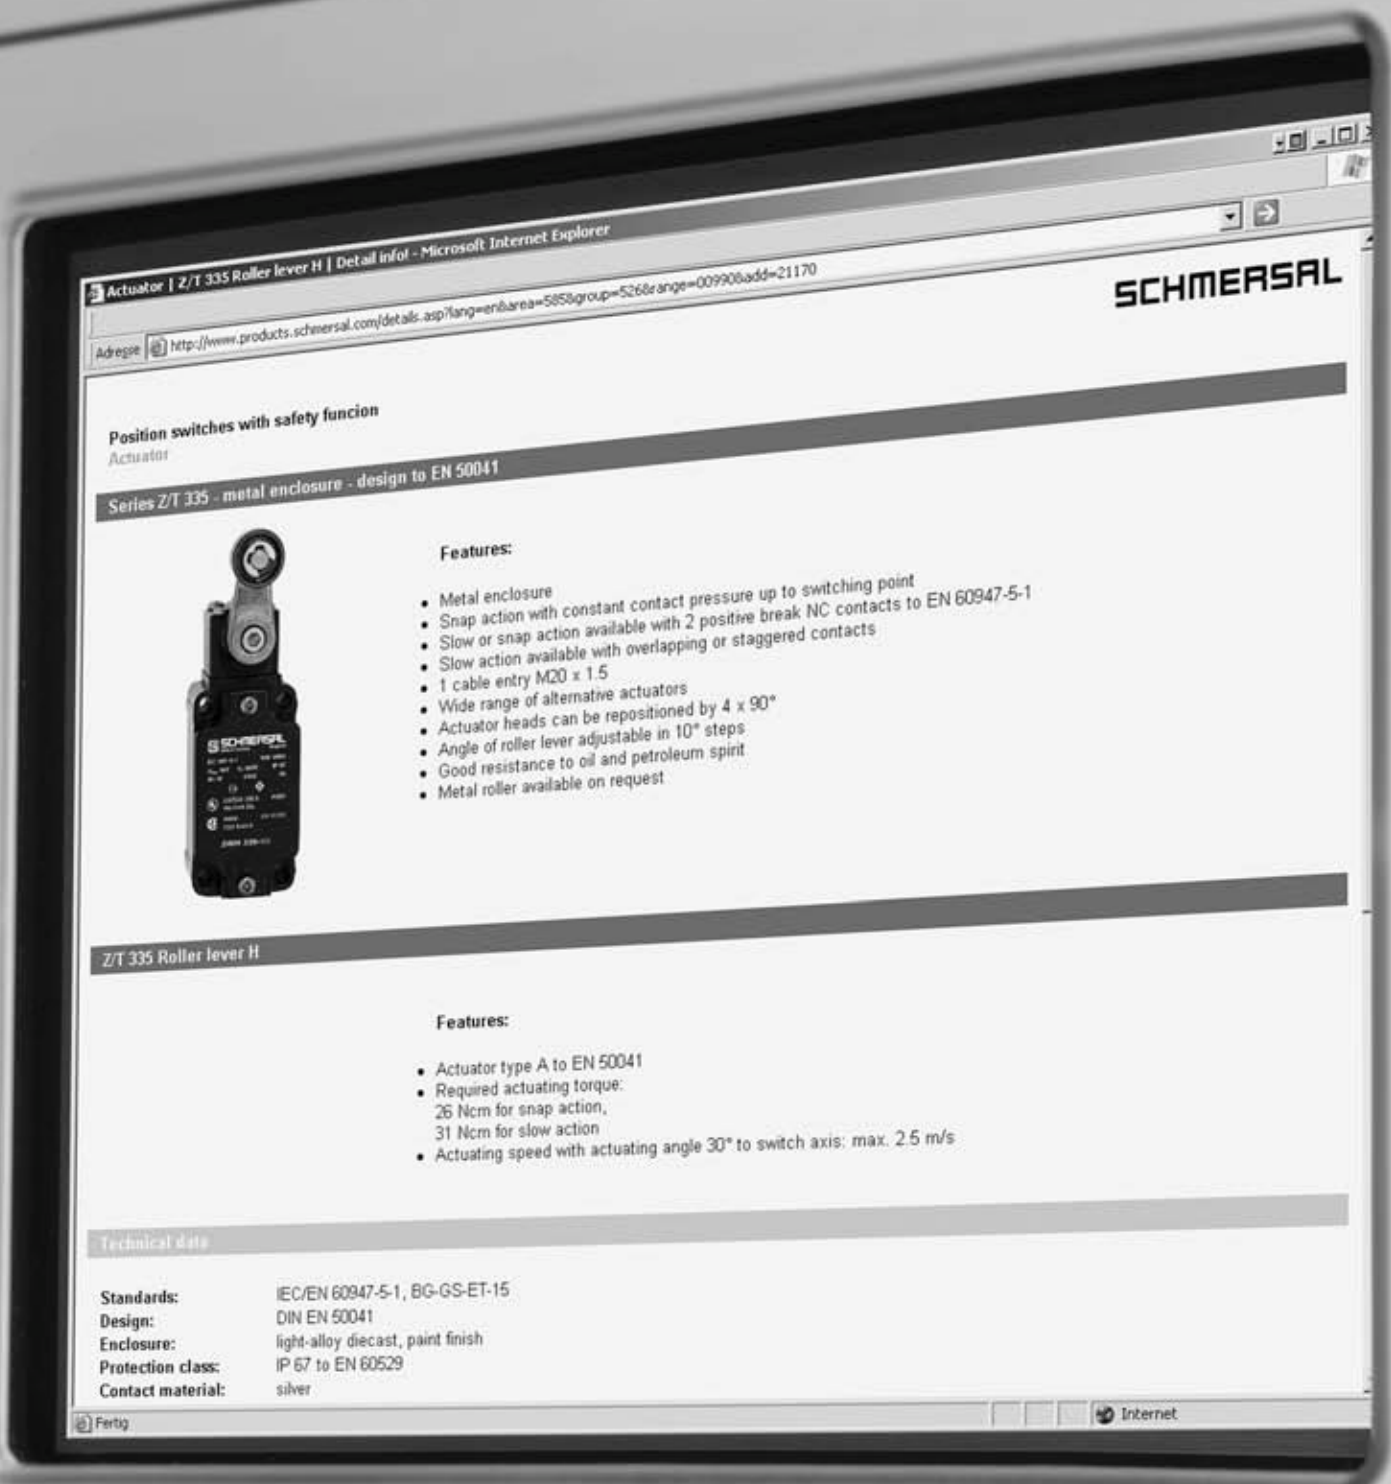 Actuator | Z/T 335 Roller lever H | Detail info! - Microsoft Internet Explorer
Adresse http://www.products.schmersal.com/details.asp?lang=en&area=585&group=526&range=00990&add=21170
SCHMERSAL
Position switches with safety funcion
Actuator
Series Z/T 335 - metal enclosure - design to EN 50041
Features:
• Metal enclosure
• Snap action with constant contact pressure up to switching point
• Slow or snap action available with 2 positive break NC contacts to EN 60947-5-1
• Slow action available with overlapping or staggered contacts
• 1 cable entry M20 x 1.5
• Wide range of alternative actuators
• Actuator heads can be repositioned by 4 x 90°
• Angle of roller lever adjustable in 10° steps
• Good resistance to oil and petroleum spirit
• Metal roller available on request
SCHMERSAL
Z/T 335 Roller lever H
Features:
• Actuator type A to EN 50041
• Required actuating torque:
26 Ncm for snap action,
31 Ncm for slow action
• Actuating speed with actuating angle 30° to switch axis: max. 2.5 m/s
Technical data
Standards: IEC/EN 60947-5-1, BG-GS-ET-15
Design: DIN EN 50041
Enclosure: light-alloy diecast, paint finish
Protection class: IP 67 to EN 60529
Contact material: silver
Fertig Internet